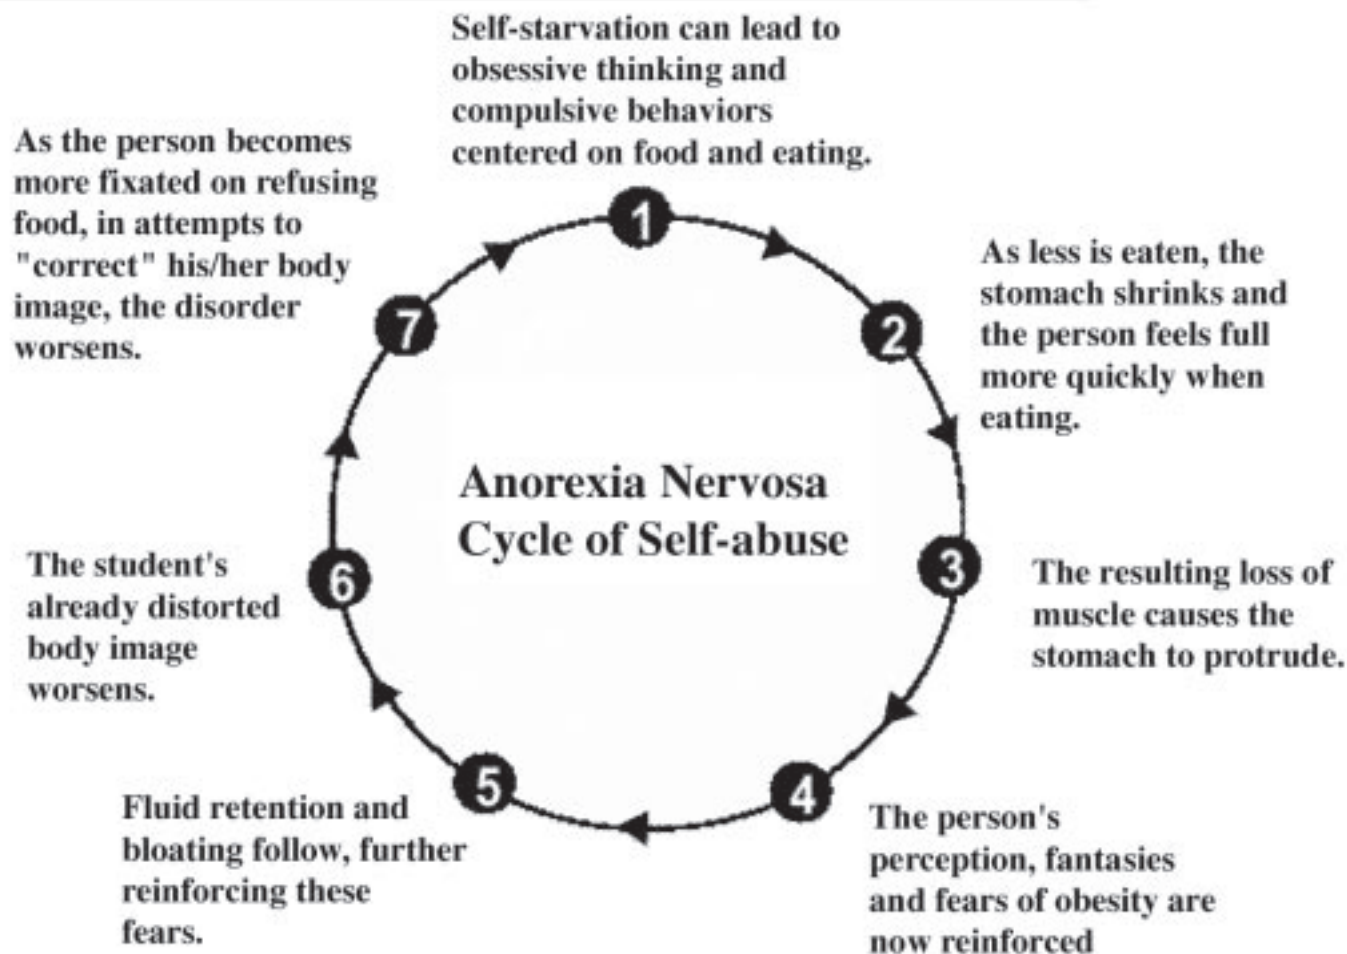 Self-starvation can lead to
obsessive thinking and
compulsive behaviors
centered on food and eating.
1
As less is eaten, the
stomach shrinks and
the person feels full
more quickly when
eating.
2
The resulting loss of
muscle causes the
stomach to protrude.
3
The person's
perception, fantasies
and fears of obesity are
now reinforced
4
Fluid retention and
bloating follow, further
reinforcing these
fears.
5
The student's
already distorted
body image
worsens.
6
As the person becomes
more fixated on refusing
food, in attempts to
"correct" his/her body
image, the disorder
worsens.
7
Anorexia Nervosa
Cycle of Self-abuse